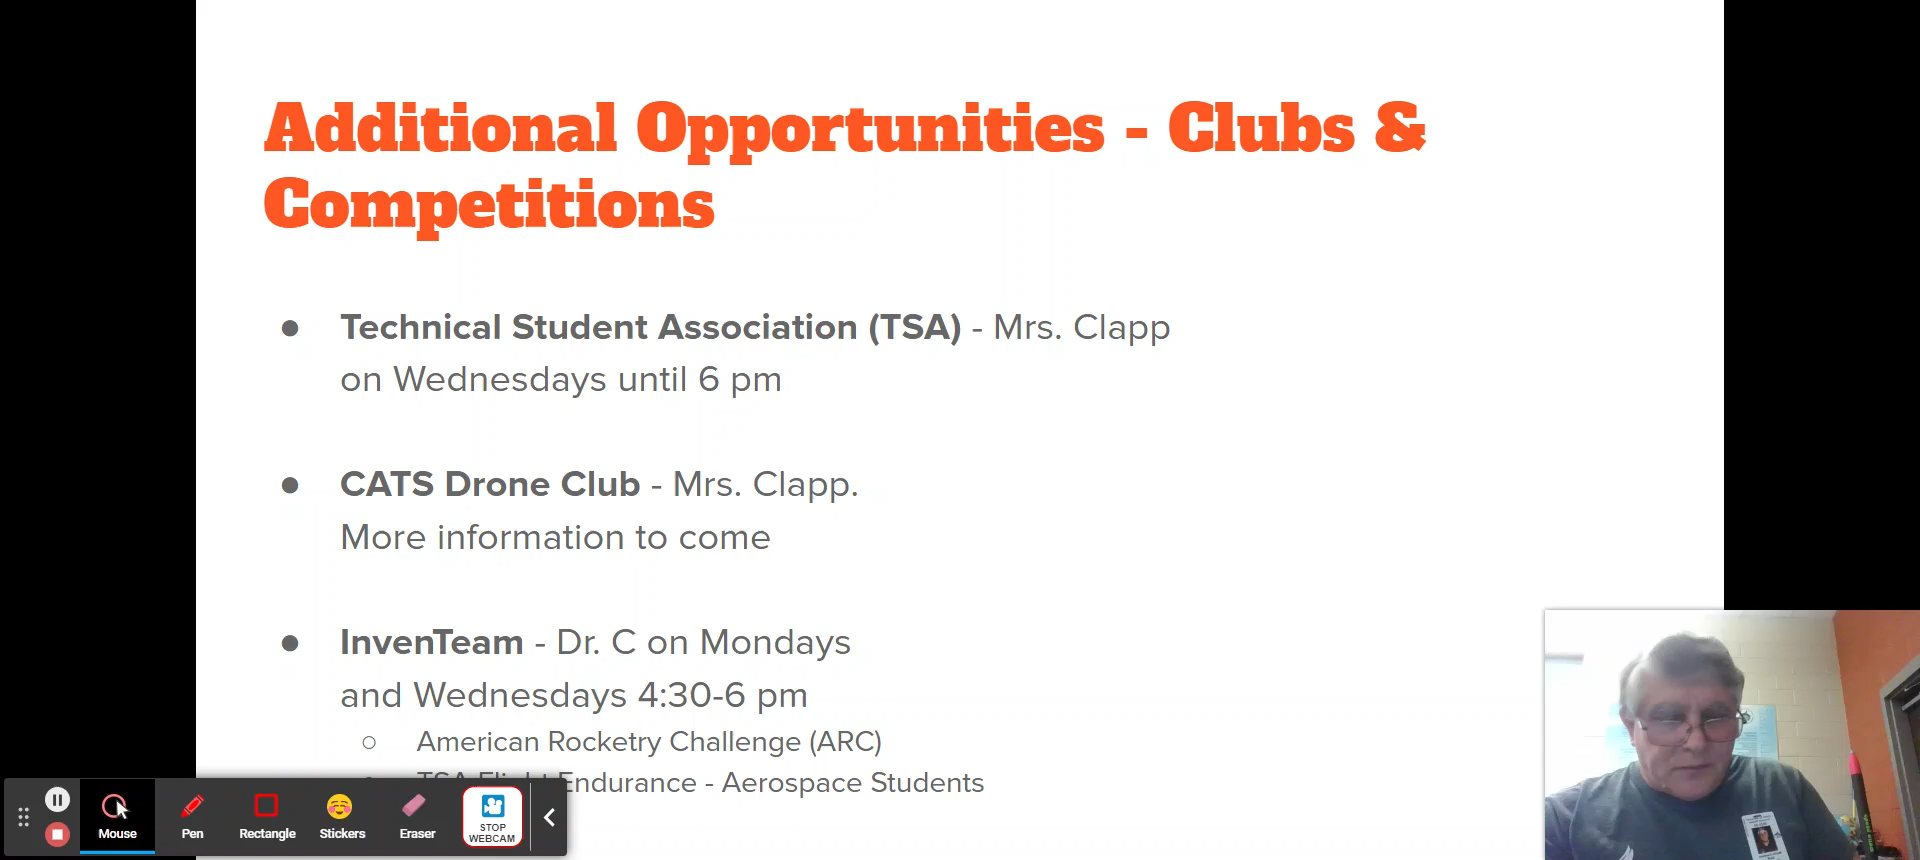 Additional Opportunities - Clubs &
Competitions
● Technical Student Association (TSA) - Mrs. Clapp
on Wednesdays until 6 pm
● CATS Drone Club - Mrs. Clapp.
More information to come
● InvenTeam - Dr. C on Mondays
and Wednesdays 4:30-6 pm
○ American Rocketry Challenge (ARC)
TSA Flight Endurance - Aerospace Students
Mouse
Pen
Rectangle
Stickers
Eraser
STOP
WEBCAM